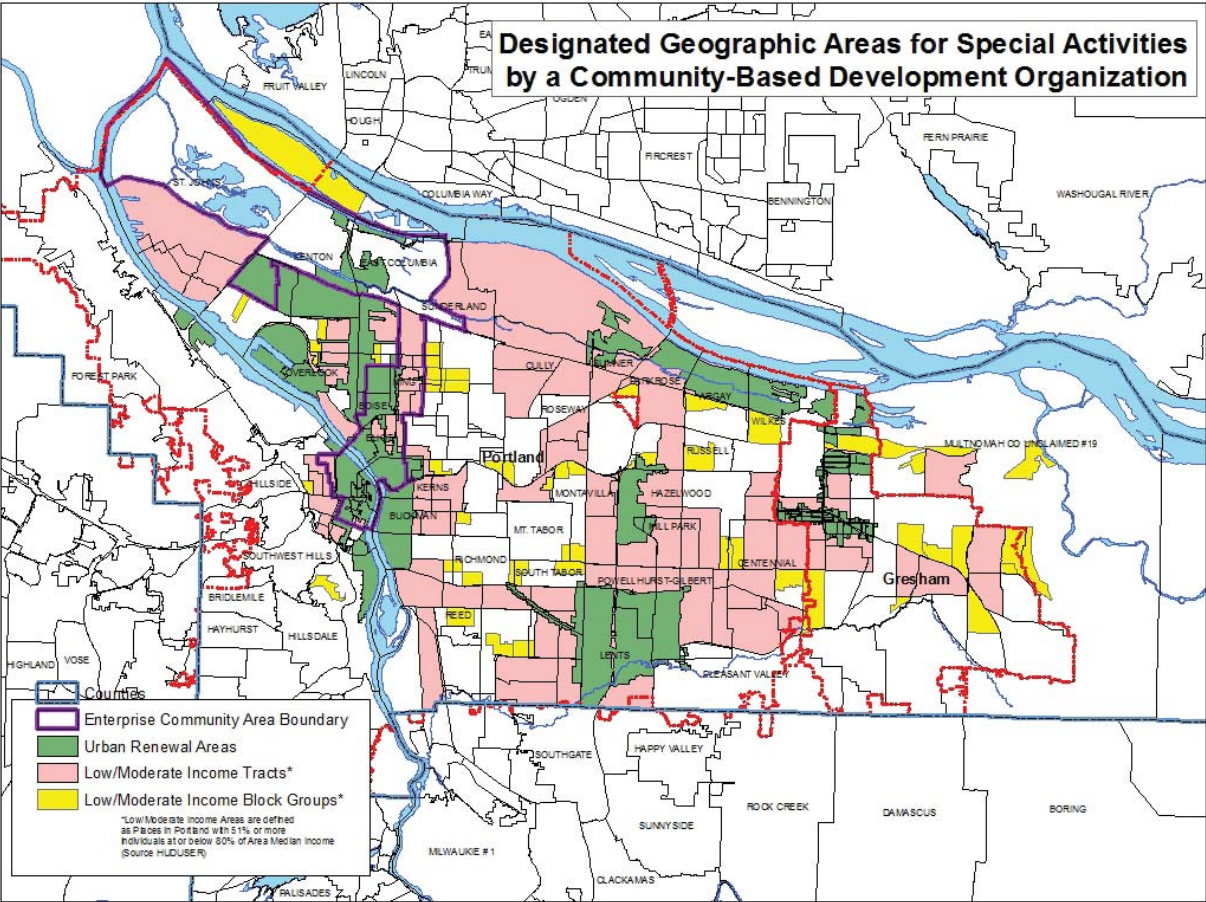 Designated Geographic Areas for Special Activities
by a Community-Based Development Organization
LINCOLN
FRUIT VALLEY
OGDEN
HOUGH
FERN PRAIRIE
FIRCREST
ST. JOHNS
COLUMBIA WAY
BENNINGTON
WASHOUGAL RIVER
KENTON
EAST COLUMBIA
SUNDERLAND
FOREST PARK
OVERLOOK
KING
CULLY
SUMNER
PARKROSE
ARGAY
BOISE
ROSEWAY
WILKES
ELIOT
Portland
RUSSELL
MULTNOMAH CO UNCLAIMED #19
HILLSIDE
KERNS
MONTAVILLA
HAZELWOOD
BUCKMAN
MT. TABOR
MILL PARK
SOUTHWEST HILLS
RICHMOND
SOUTH TABOR
POWELLHURST-GILBERT
CENTENNIAL
Gresham
BRIDLEMILE
REED
HAYHURST
HILLSDALE
LENTS
HIGHLAND
VOSE
PLEASANT VALLEY
Counties
Enterprise Community Area Boundary
Urban Renewal Areas
Low/Moderate Income Tracts*
Low/Moderate Income Block Groups*
*Low/Moderate Income Areas are defined
as Places in Portland with 51% or more
individuals at or below 80% of Area Median Income
(Source HUDUSER)
SOUTHGATE
HAPPY VALLEY
ROCK CREEK
DAMASCUS
BORING
SUNNYSIDE
MILWAUKIE #1
CLACKAMAS
PALISADES